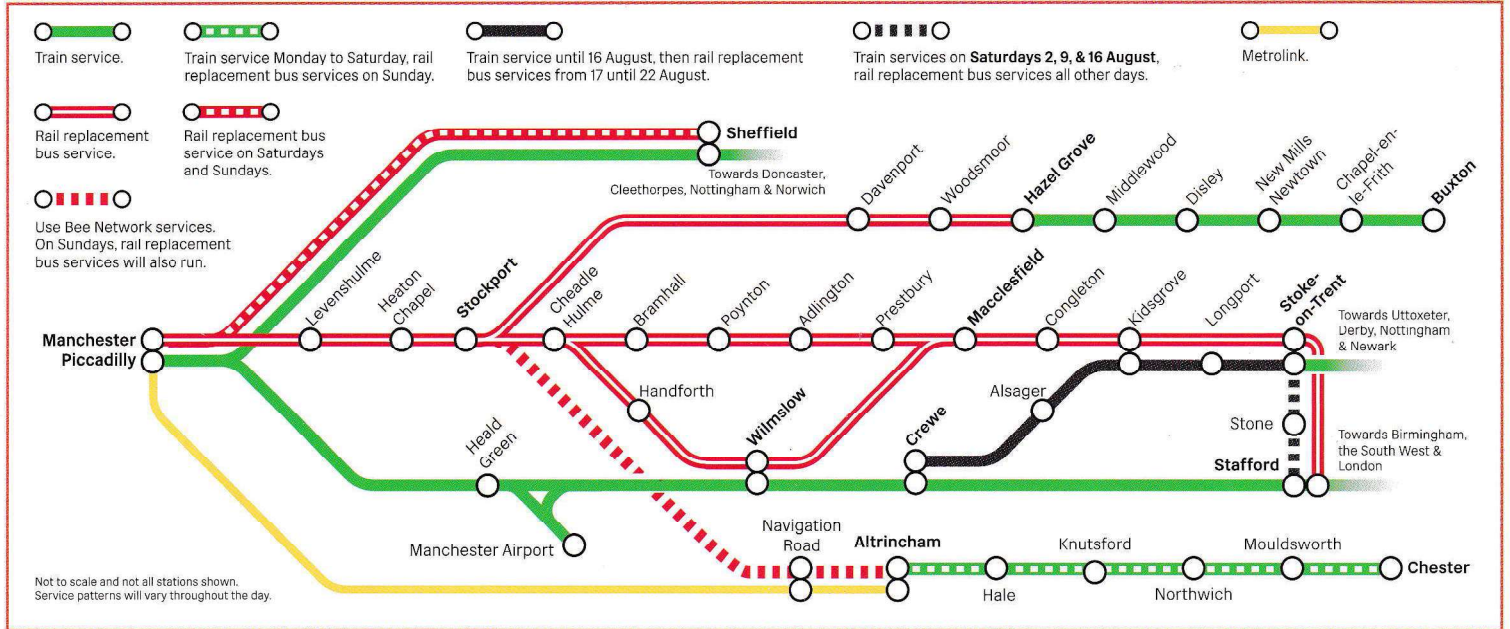 Train service.
Train service Monday to Saturday, rail
replacement bus services on Sunday.
Train service until 16 August, then rail replacement
bus services from 17 until 22 August.
Train services on Saturdays 2, 9, & 16 August,
rail replacement bus services all other days.
Metrolink.
Rail replacement
bus service.
Rail replacement bus
service on Saturdays
and Sundays.
Use Bee Network services.
On Sundays, rail replacement
bus services will also run.
Sheffield
Towards Doncaster,
Cleethorpes, Nottingham & Norwich
Davenport
Woodsmoor
Hazel Grove
Middlewood
Disley
New Mills
Newtown
Chapel-en-
le-Frith
Buxton
Manchester
Piccadilly
Levenshulme
Heaton
Chapel
Stockport
Cheadle
Hulme
Bramhall
Poynton
Adlington
Prestbury
Macclesfield
Congleton
Kidsgrove
Longport
Stoke-
on-Trent
Towards Uttoxeter,
Derby, Nottingham
& Newark
Handforth
Wilmslow
Crewe
Alsager
Stone
Stafford
Towards Birmingham,
the South West &
London
Heald
Green
Manchester Airport
Navigation
Road
Altrincham
Hale
Knutsford
Northwich
Mouldsworth
Chester
Not to scale and not all stations shown.
Service patterns will vary throughout the day.